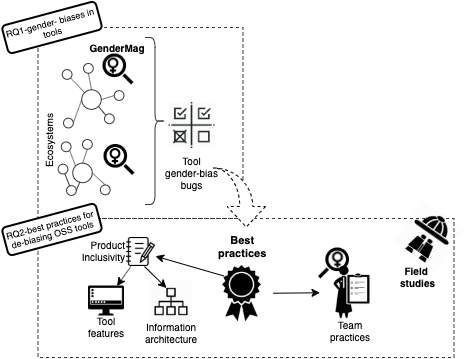 RQ1-gender- biases in
tools
GenderMag
Ecosystems
Tool
gender-bias
bugs
RQ2-best practices for
de-biasing OSS tools
Product
Inclusivity
Best
practices
Field
studies
Tool
features
Information
architecture
Team
practices